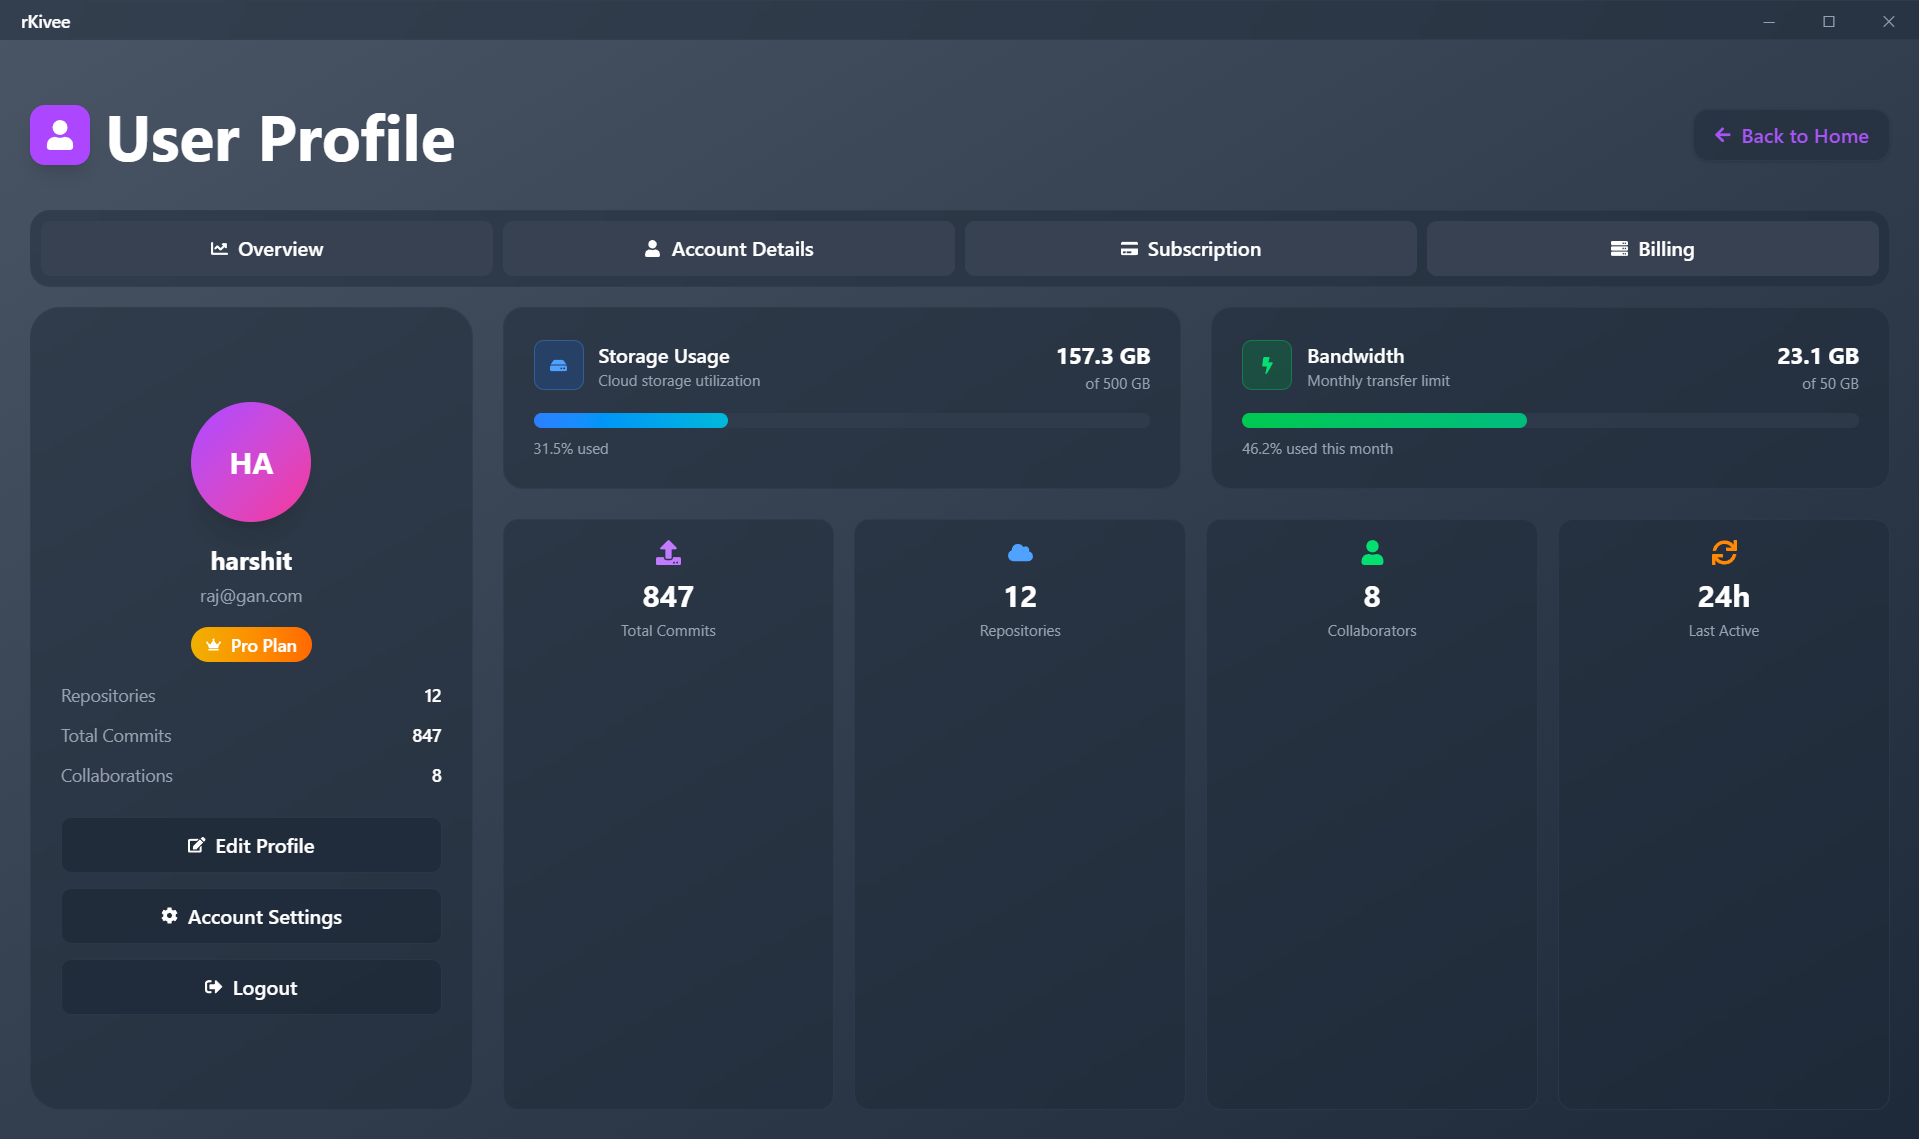 rKivee
User Profile
Back to Home
Overview
Account Details
Subscription
Billing
HA
harshit
raj@gan.com
Pro Plan
Repositories 12
Total Commits 847
Collaborations 8
Edit Profile
Account Settings
Logout
Storage Usage
Cloud storage utilization
157.3 GB
of 500 GB
31.5% used
Bandwidth
Monthly transfer limit
23.1 GB
of 50 GB
46.2% used this month
847
Total Commits
12
Repositories
8
Collaborators
24h
Last Active